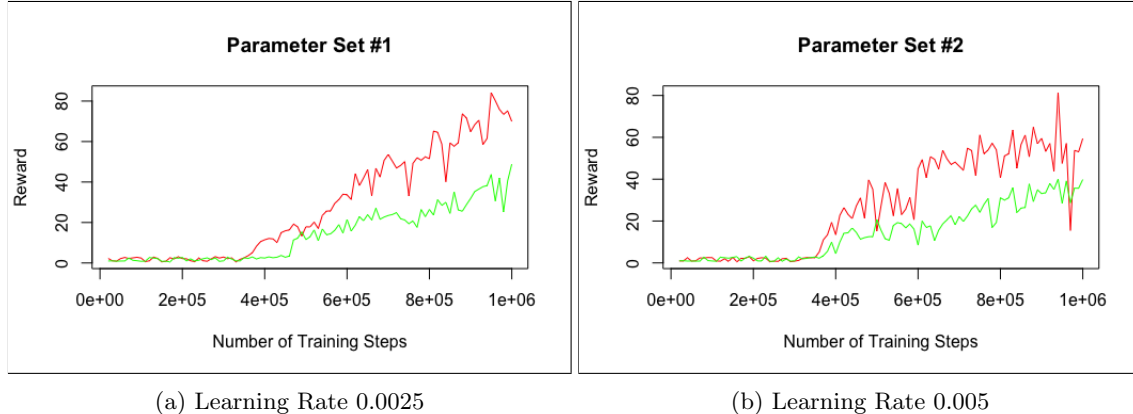 Parameter Set #1
Reward
0 20 40 60 80
0e+00 2e+05 4e+05 6e+05 8e+05 1e+06
Number of Training Steps
(a) Learning Rate 0.0025
Parameter Set #2
Reward
0 20 40 60 80
0e+00 2e+05 4e+05 6e+05 8e+05 1e+06
Number of Training Steps
(b) Learning Rate 0.005